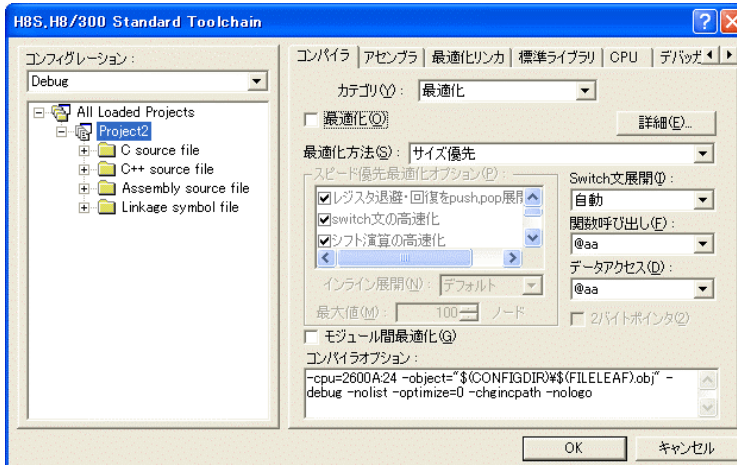 H8S,H8/300 Standard Toolchain
コンフィグレーション：
Debug
All Loaded Projects
Project2
C source file
C++ source file
Assembly source file
Linkage symbol file
コンパイラ アセンブラ 最適化リンカ 標準ライブラリ CPU デバッガ
カテゴリ(Y)： 最適化
最適化(O)
詳細(E)...
最適化方法(S)： サイズ優先
スピード優先最適化オプション(P)：
レジスタ退避・回復をpush,pop展開
switch文の高速化
シフト演算の高速化
インライン展開(N)： デフォルト
最大値(M)： 100 ノード
Switch文展開(I)：
自動
関数呼び出し(F)：
@aa
データアクセス(D)：
@aa
2バイトポインタ(2)
モジュール間最適化(G)
コンパイラオプション：
-cpu=2600A:24 -object="$(CONFIGDIR)¥$(FILELEAF).obj" -
debug -nolist -optimize=0 -chgincpath -nologo
OK キャンセル